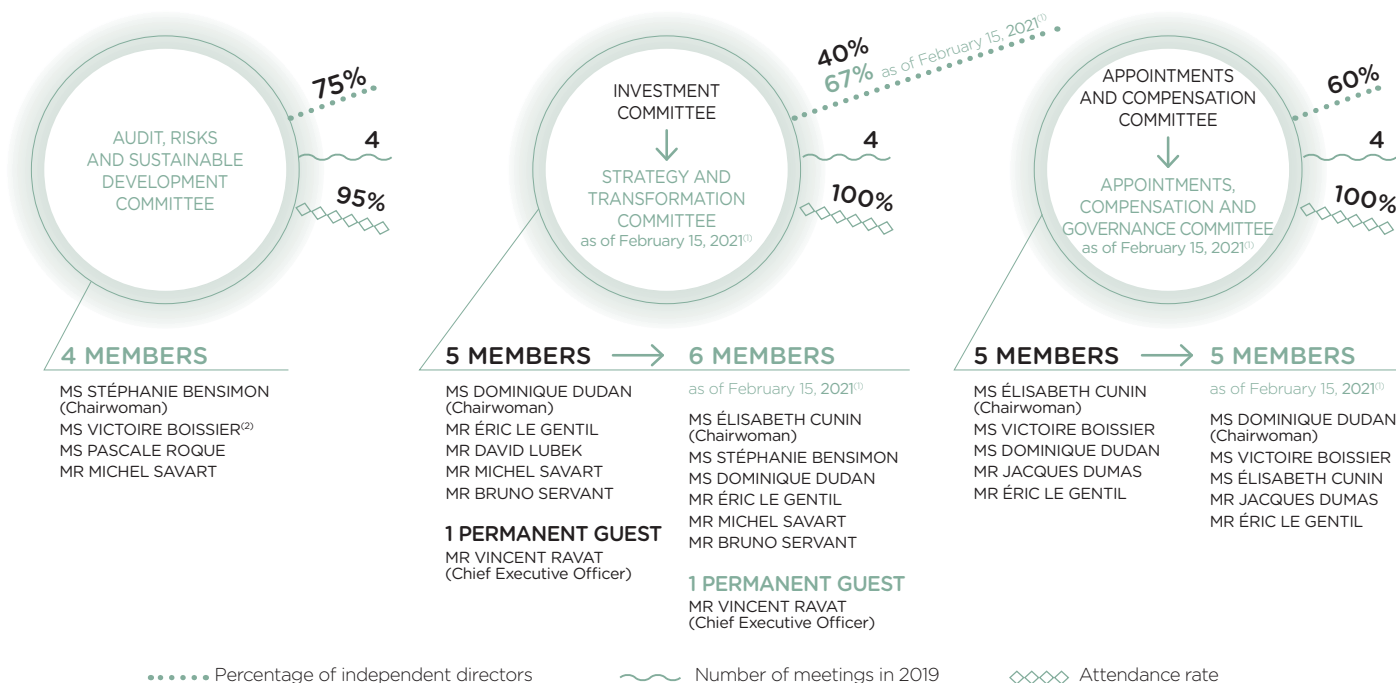 AUDIT, RISKS
AND SUSTAINABLE
DEVELOPMENT
COMMITTEE
75%
4
95%
4 MEMBERS
MS STÉPHANIE BENSIMON
(Chairwoman)
MS VICTOIRE BOISSIER(2)
MS PASCALE ROQUE
MR MICHEL SAVART
INVESTMENT
COMMITTEE
STRATEGY AND
TRANSFORMATION
COMMITTEE
as of February 15, 2021(1)
40%
67% as of February 15, 2021(1)
4
100%
5 MEMBERS
MS DOMINIQUE DUDAN
(Chairwoman)
MR ÉRIC LE GENTIL
MR DAVID LUBEK
MR MICHEL SAVART
MR BRUNO SERVANT
1 PERMANENT GUEST
MR VINCENT RAVAT
(Chief Executive Officer)
6 MEMBERS
as of February 15, 2021(1)
MS ÉLISABETH CUNIN
(Chairwoman)
MS STÉPHANIE BENSIMON
MS DOMINIQUE DUDAN
MR ÉRIC LE GENTIL
MR MICHEL SAVART
MR BRUNO SERVANT
1 PERMANENT GUEST
MR VINCENT RAVAT
(Chief Executive Officer)
APPOINTMENTS
AND COMPENSATION
COMMITTEE
APPOINTMENTS,
COMPENSATION AND
GOVERNANCE COMMITTEE
as of February 15, 2021(1)
60%
4
100%
5 MEMBERS
MS ÉLISABETH CUNIN
(Chairwoman)
MS VICTOIRE BOISSIER
MS DOMINIQUE DUDAN
MR JACQUES DUMAS
MR ÉRIC LE GENTIL
5 MEMBERS
as of February 15, 2021(1)
MS DOMINIQUE DUDAN
(Chairwoman)
MS VICTOIRE BOISSIER
MS ÉLISABETH CUNIN
MR JACQUES DUMAS
MR ÉRIC LE GENTIL
Percentage of independent directors
Number of meetings in 2019
Attendance rate